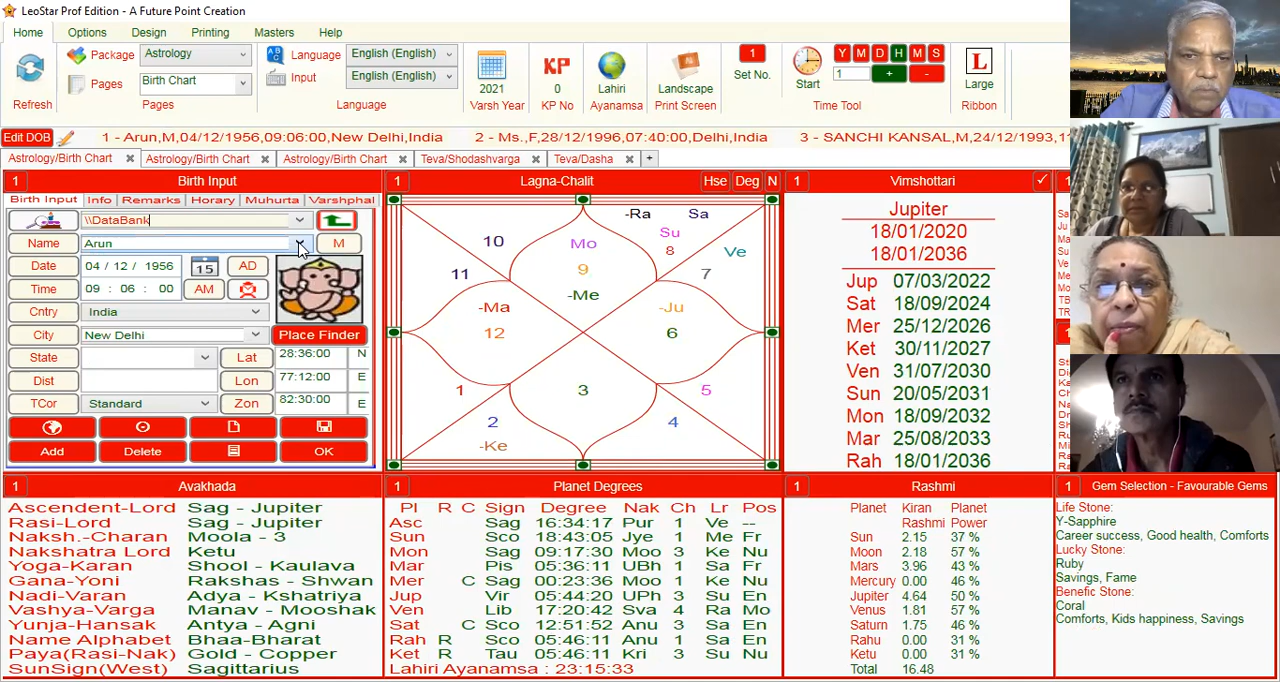 LeoStar Prof Edition - A Future Point Creation
Home Options Design Printing Masters Help
Refresh
Package Astrology
Pages Birth Chart
Pages
Language English (English)
Input English (English)
Language
2021
Varsh Year
KP
0
KP No
Lahiri
Ayanamsa
Landscape
Print Screen
1
Set No.
Start
Y M D H M S
1 + -
Time Tool
L
Large
Ribbon
Edit DOB 1 - Arun,M,04/12/1956,09:06:00,New Delhi,India 2 - Ms.,F,28/12/1996,07:40:00,Delhi,India 3 - SANCHI KANSAL,M,24/12/1993,1
Astrology/Birth Chart Astrology/Birth Chart Astrology/Birth Chart Teva/Shodashvarga Teva/Dasha +
1 Birth Input
Birth Input Info Remarks Horary Muhurta Varshphal
\\DataBank
Name Arun M
Date 04 / 12 / 1956 15 AD
Time 09 : 06 : 00 AM
Cntry India
City New Delhi Place Finder
State Lat 28:36:00 N
Dist Lon 77:12:00 E
TCor Standard Zon 82:30:00 E
Add Delete OK
1 Lagna-Chalit Hse Deg N
-Ra Sa
10 Mo Su
8 Ve
11 9 7
-Me
-Ma -Ju
12 6
1 3 5
2 4
-Ke
1 Vimshottari
Jupiter
18/01/2020
18/01/2036
Jup 07/03/2022
Sat 18/09/2024
Mer 25/12/2026
Ket 30/11/2027
Ven 31/07/2030
Sun 20/05/2031
Mon 18/09/2032
Mar 25/08/2033
Rah 18/01/2036
1 Avakhada
Ascendent-Lord Sag - Jupiter
Rasi-Lord Sag - Jupiter
Naksh.-Charan Moola - 3
Nakshatra Lord Ketu
Yoga-Karan Shool - Kaulava
Gana-Yoni Rakshas - Shwan
Nadi-Varan Adya - Kshatriya
Vashya-Varga Manav - Mooshak
Yunja-Hansak Antya - Agni
Name Alphabet Bhaa-Bharat
Paya(Rasi-Nak) Gold - Copper
SunSign(West) Sagittarius
1 Planet Degrees
Pl R C Sign Degree Nak Ch Lr Pos
Asc Sag 16:34:17 Pur 1 Ve --
Sun Sco 18:43:05 Jye 1 Me Fr
Mon Sag 09:17:30 Moo 3 Ke Nu
Mar Pis 05:36:11 UBh 1 Sa Fr
Mer C Sag 00:23:36 Moo 1 Ke Nu
Jup Vir 05:44:20 UPh 3 Su En
Ven Lib 17:20:42 Sva 4 Ra Mo
Sat C Sco 12:51:52 Anu 3 Sa En
Rah R Sco 05:46:11 Anu 1 Sa En
Ket R Tau 05:46:11 Kri 3 Su Nu
Lahiri Ayanamsa : 23:15:33
1 Rashmi
Planet Kiran Planet
Rashmi Power
Sun 2.15 37 %
Moon 2.18 57 %
Mars 3.96 43 %
Mercury 0.00 46 %
Jupiter 4.64 50 %
Venus 1.81 57 %
Saturn 1.75 46 %
Rahu 0.00 31 %
Ketu 0.00 31 %
Total 16.48
1 Gem Selection - Favourable Gems
Life Stone:
Y-Sapphire
Career success, Good health, Comforts
Lucky Stone:
Ruby
Savings, Fame
Benefic Stone:
Coral
Comforts, Kids happiness, Savings